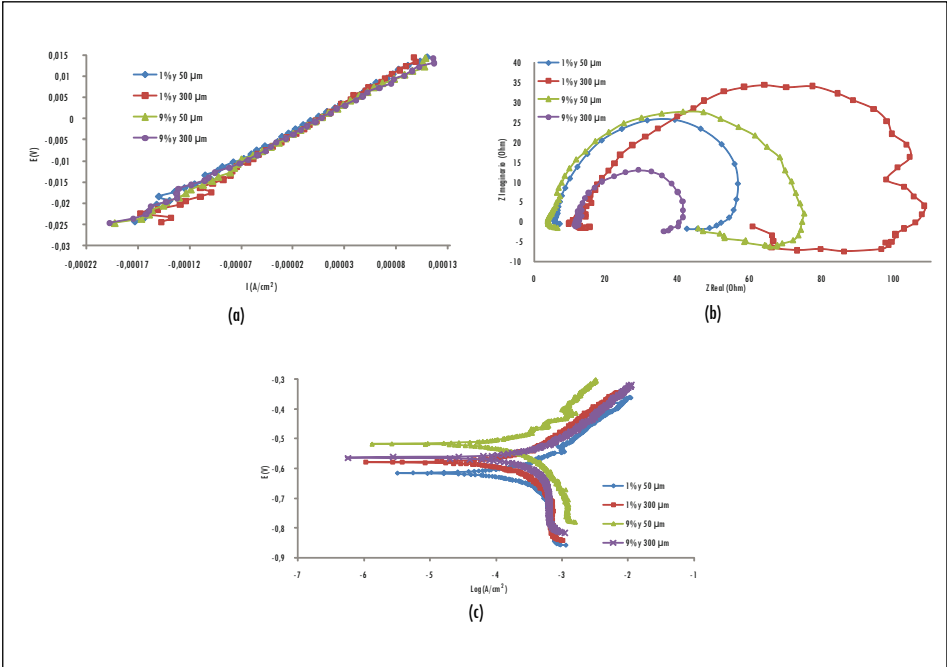 0,015
0,01
0,005
0
-0,005
-0,01
-0,015
-0,02
-0,025
-0,03
E(V)
1%y 50 µm
1%y 300 µm
9%y 50 µm
9%y 300 µm
-0,00022
-0,00017
-0,00012
-0,00007
-0,00002
0,00003
0,00008
0,00013
I (A/cm²)
(a)
40
35
30
25
20
15
10
5
0
-5
-10
Z Imaginario (Ohm)
1%y 50 µm
1%y 300 µm
9%y 50 µm
9%y 300 µm
0
20
40
60
80
100
Z Real (Ohm)
(b)
-0,3
-0,4
-0,5
-0,6
-0,7
-0,8
-0,9
E(V)
1%y 50 µm
1%y 300 µm
9%y 50 µm
9%y 300 µm
-7
-6
-5
-4
-3
-2
-1
Log (A/cm²)
(c)